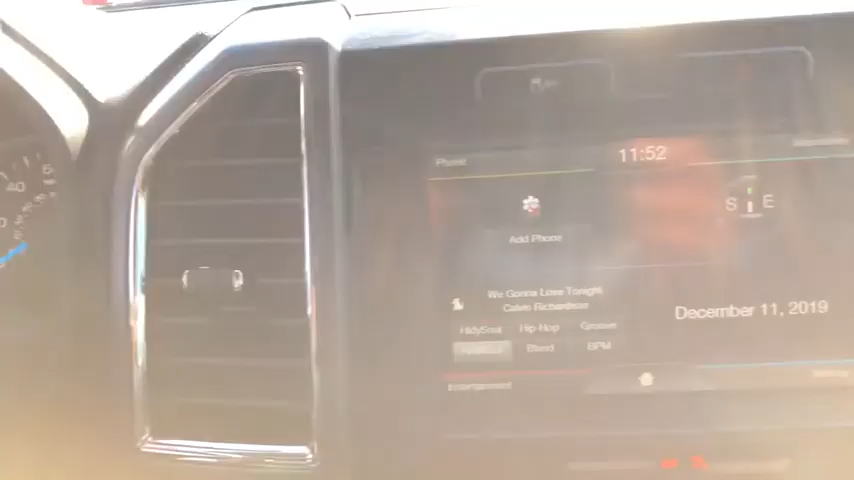 Phone
11:52
S E
Add Phone
40
We Gonna Love Tonight
Calvin Richardson
Hip-Hop Groove
Blend BPM
December 11, 2019
Entertainment